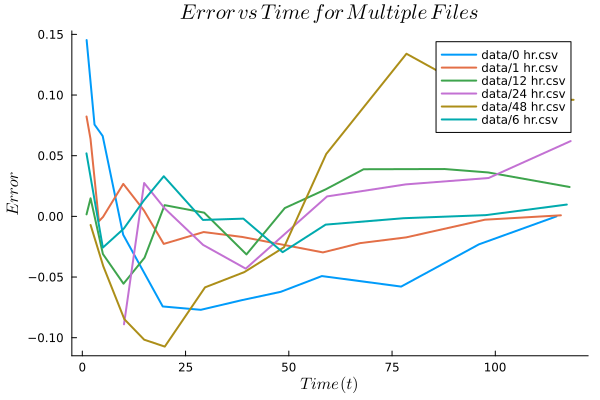 Error vs Time for Multiple Files
0.15
0.10
0.05
0.00
−0.05
−0.10
Error
data/0 hr.csv
data/1 hr.csv
data/12 hr.csv
data/24 hr.csv
data/48 hr.csv
data/6 hr.csv
0 25 50 75 100
Time(t)